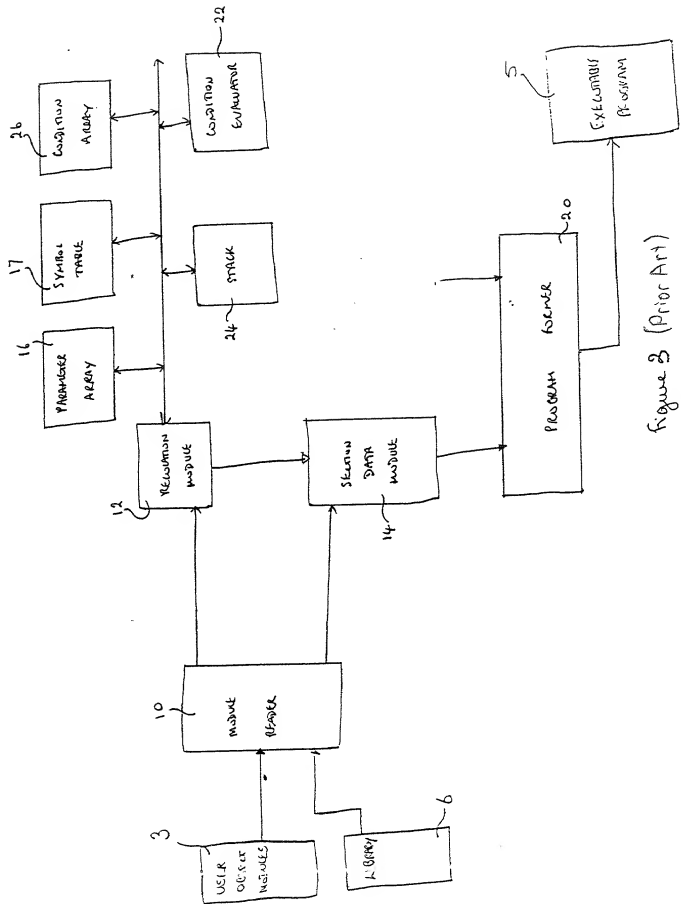 26
CONDITION
ARRAY
17
SYMBOL
TABLE
16
PARAMETER
ARRAY
22
CONDITION
EVALUATOR
24
STACK
12
RELOCATION
MODULE
14
SECTION
DATA
MODULE
10
MODULE
READER
3
USER
OBJECT
MODULES
6
LIBRARY
20
PROGRAM FORMER
5
EXECUTABLE
PROGRAM
Figure 3 (Prior Art)